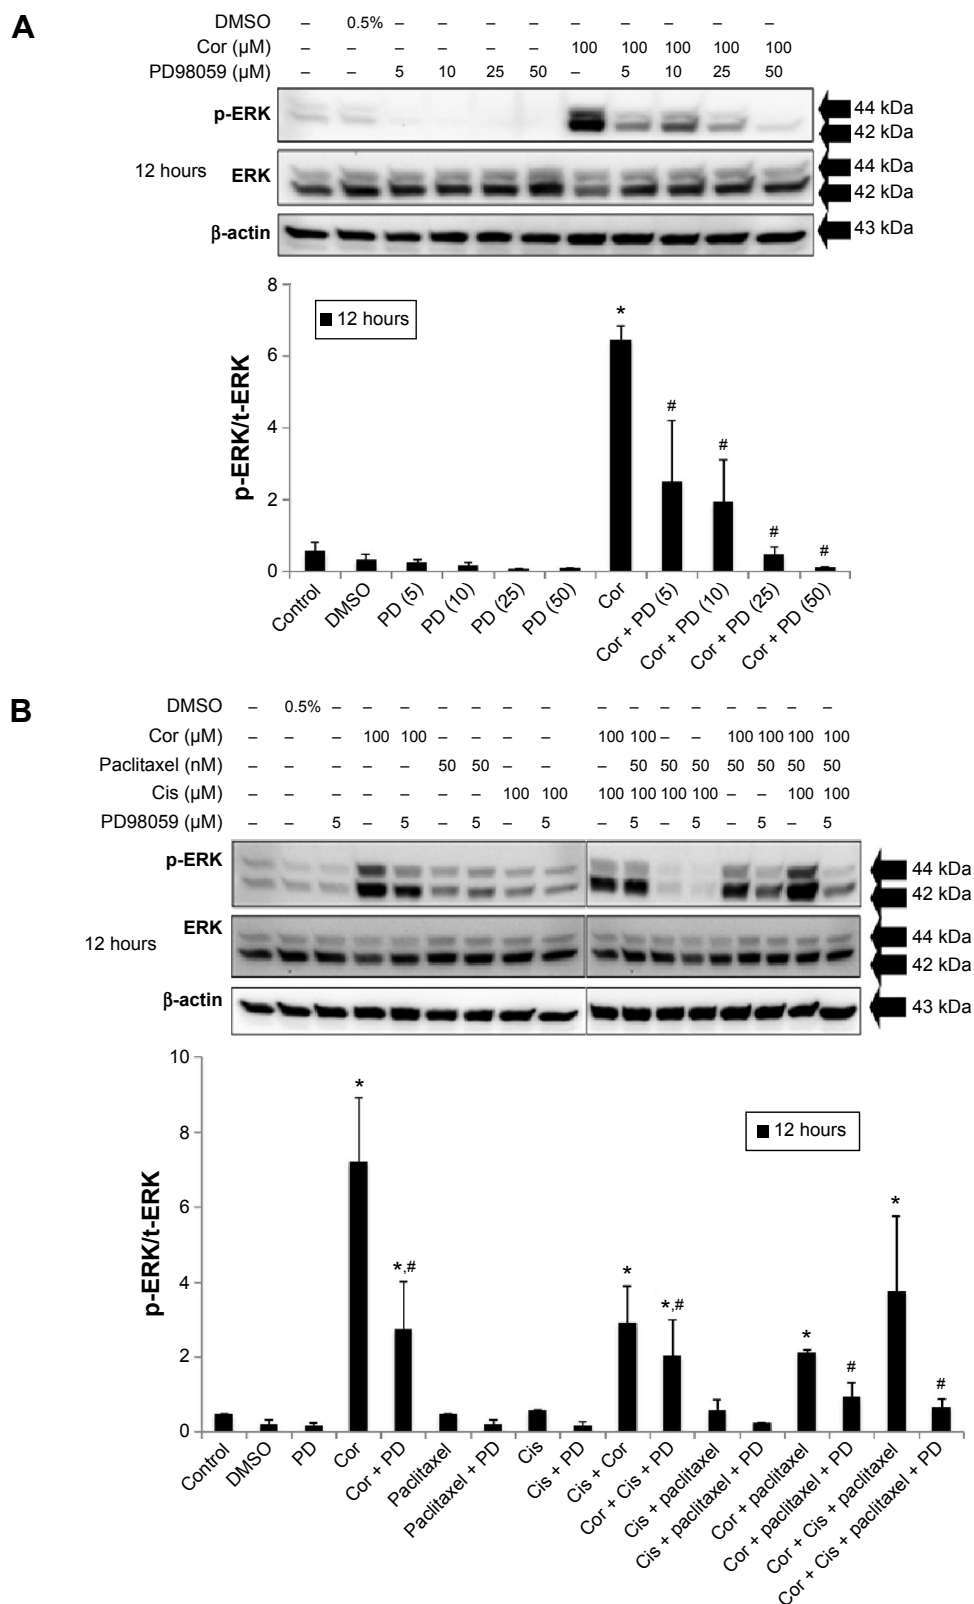 A
DMSO – 0.5% – – – – – – – – –
Cor (µM) – – – – – – 100 100 100 100 100
PD98059 (µM) – – 5 10 25 50 – 5 10 25 50
p-ERK 44 kDa
42 kDa
12 hours ERK 44 kDa
42 kDa
β-actin 43 kDa
8
6
4
2
0
p-ERK/t-ERK
12 hours
*
#
#
#
#
Control DMSO PD (5) PD (10) PD (25) PD (50) Cor Cor + PD (5) Cor + PD (10) Cor + PD (25) Cor + PD (50)
B
DMSO – 0.5% – – – – – – – – – – – – – – –
Cor (µM) – – – 100 100 – – – – 100 100 – – 100 100 100 100
Paclitaxel (nM) – – – – – 50 50 – – – 50 50 50 50 50 50 50
Cis (µM) – – – – – – – 100 100 100 100 100 100 – – 100 100
PD98059 (µM) – – 5 – 5 – 5 – 5 – 5 – 5 – 5 – 5
p-ERK 44 kDa
42 kDa
12 hours ERK 44 kDa
42 kDa
β-actin 43 kDa
10
8
6
4
2
0
p-ERK/t-ERK
12 hours
*
*,#
*
*,#
*
#
*
#
Control DMSO PD Cor Cor + PD Paclitaxel Paclitaxel + PD Cis Cis + PD Cis + Cor Cor + Cis + PD Cis + paclitaxel Cis + paclitaxel + PD Cor + paclitaxel Cor + paclitaxel + PD Cor + Cis + paclitaxel Cor + Cis + paclitaxel + PD